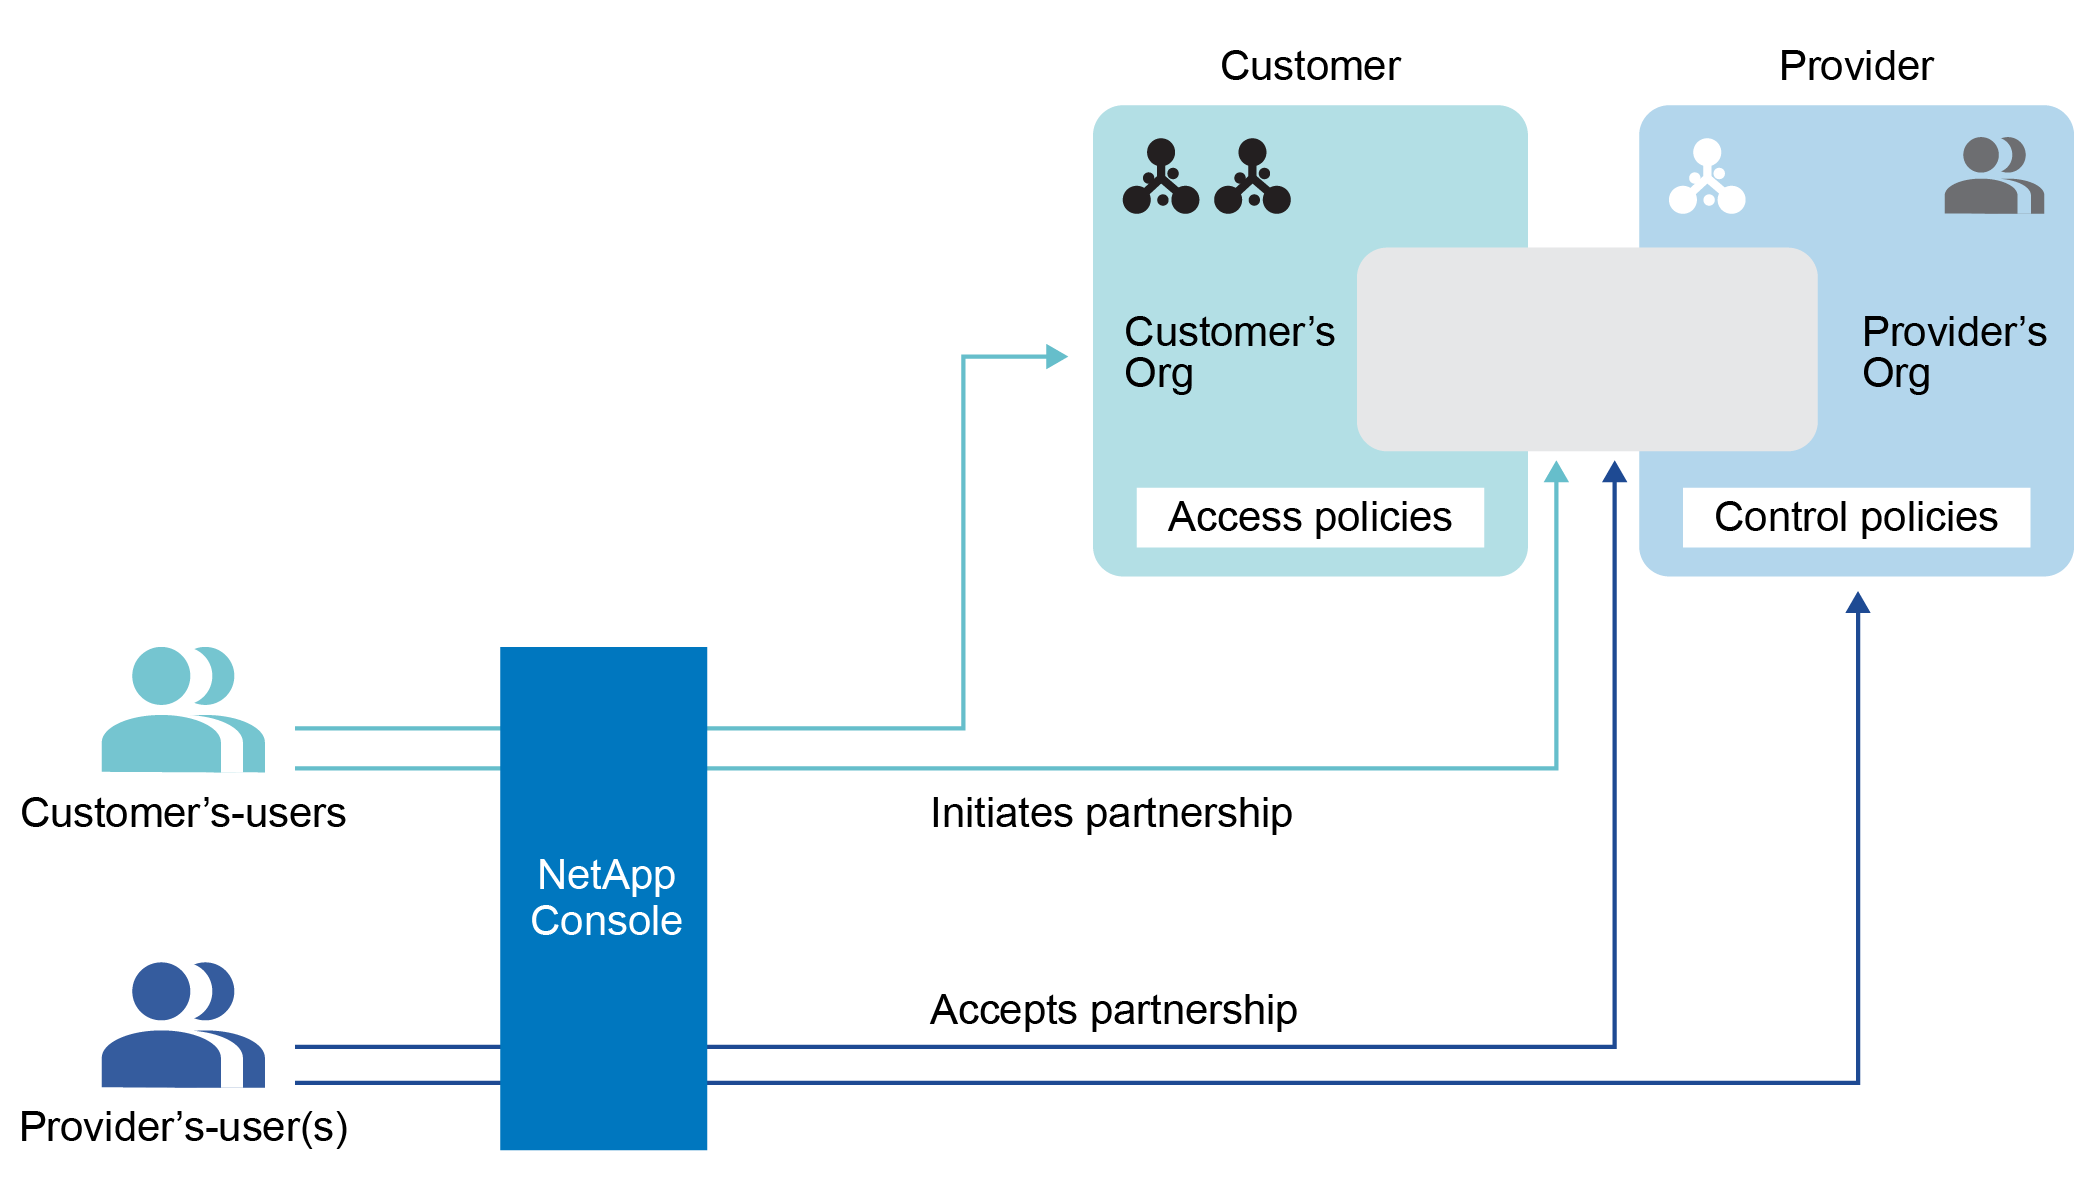 Customer
Provider
Customer’s
Org
Provider’s
Org
Access policies
Control policies
Customer’s-users
Initiates partnership
NetApp
Console
Accepts partnership
Provider’s-user(s)